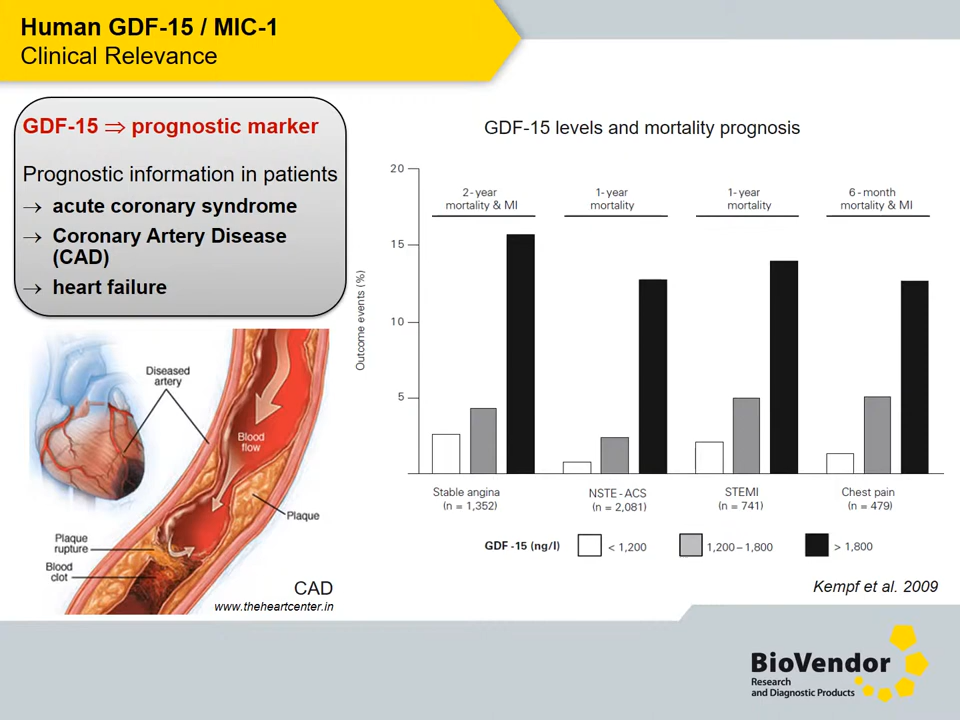 Human GDF-15 / MIC-1
Clinical Relevance
GDF-15 ⇒ prognostic marker
Prognostic information in patients
→ acute coronary syndrome
→ Coronary Artery Disease
(CAD)
→ heart failure
Diseased
artery
Blood
flow
Plaque
Plaque
rupture
Blood
clot
CAD
www.theheartcenter.in
GDF-15 levels and mortality prognosis
Outcome events (%)
20
15
10
5
2-year
mortality & MI
1-year
mortality
1-year
mortality
6-month
mortality & MI
Stable angina
(n = 1,352)
NSTE-ACS
(n = 2,081)
STEMI
(n = 741)
Chest pain
(n = 479)
GDF-15 (ng/l) < 1,200 1,200–1,800 > 1,800
Kempf et al. 2009
BioVendor
Research
and Diagnostic Products